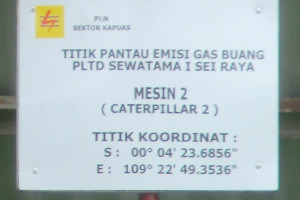 PLN
SEKTOR KAPUAS
TITIK PANTAU EMISI GAS BUANG
PLTD SEWATAMA I SEI RAYA
MESIN 2
( CATERPILLAR 2 )
TITIK KOORDINAT :
S : 00° 04' 23.6856"
E : 109° 22' 49.3536"